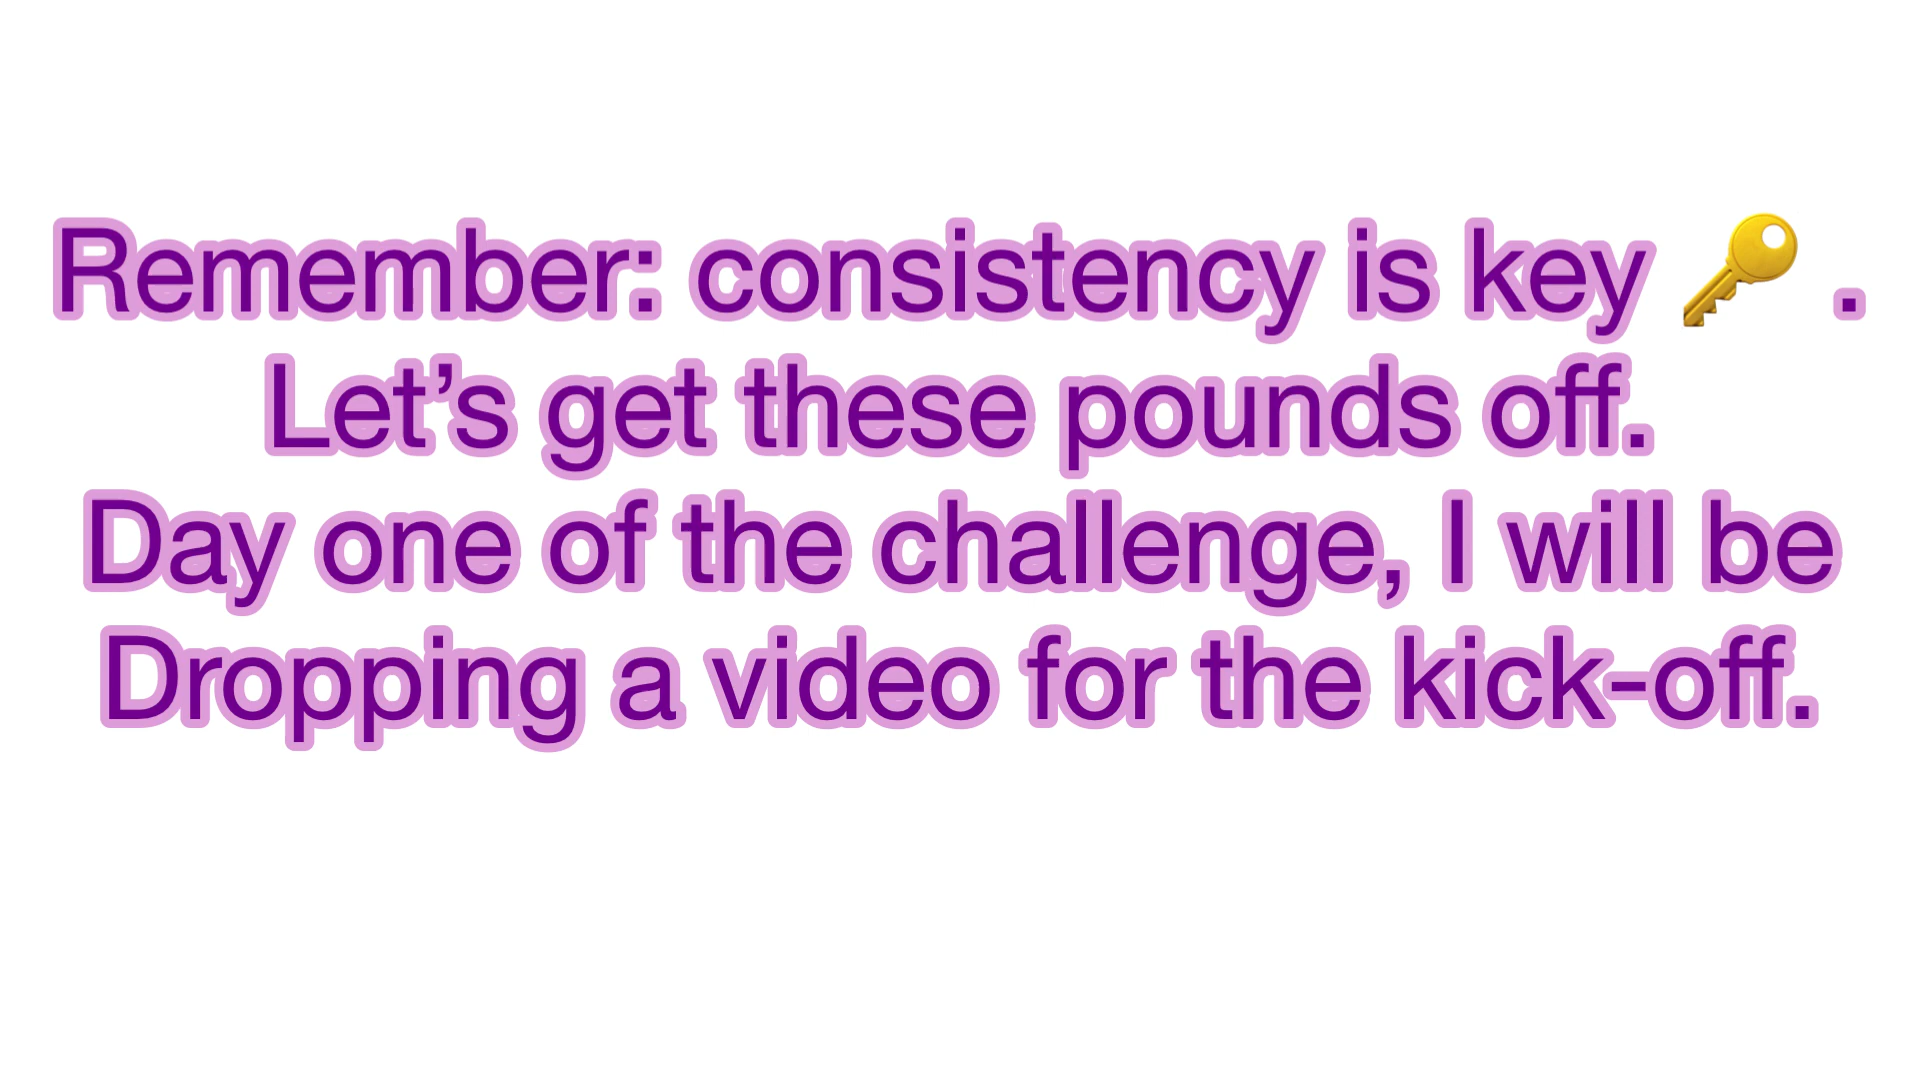 Remember: consistency is key 🔑 .
Let’s get these pounds off.
Day one of the challenge, I will be
Dropping a video for the kick-off.